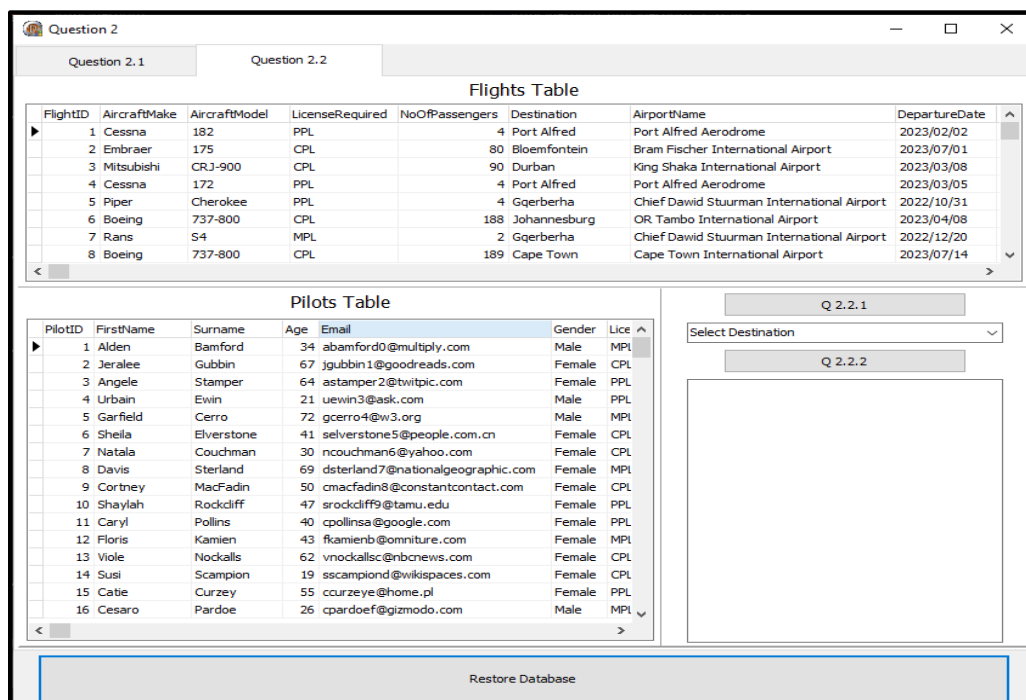 Question 2
Question 2.1 Question 2.2
Flights Table
FlightID AircraftMake AircraftModel LicenseRequired NoOfPassengers Destination AirportName DepartureDate
1 Cessna 182 PPL 4 Port Alfred Port Alfred Aerodrome 2023/02/02
2 Embraer 175 CPL 80 Bloemfontein Bram Fischer International Airport 2023/07/01
3 Mitsubishi CRJ-900 CPL 90 Durban King Shaka International Airport 2023/03/08
4 Cessna 172 PPL 4 Port Alfred Port Alfred Aerodrome 2023/03/05
5 Piper Cherokee PPL 4 Gqerberha Chief Dawid Stuurman International Airport 2022/10/31
6 Boeing 737-800 CPL 188 Johannesburg OR Tambo International Airport 2023/04/08
7 Rans S4 MPL 2 Gqerberha Chief Dawid Stuurman International Airport 2022/12/20
8 Boeing 737-800 CPL 189 Cape Town Cape Town International Airport 2023/07/14
Pilots Table
PilotID FirstName Surname Age Email Gender Lice
1 Alden Bamford 34 abamford0@multiply.com Male MPL
2 Jeralee Gubbin 67 jgubbin1@goodreads.com Female CPL
3 Angele Stamper 64 astamper2@twitpic.com Female PPL
4 Urbain Ewin 21 uewin3@ask.com Male PPL
5 Garfield Cerro 72 gcerro4@w3.org Male MPL
6 Sheila Elverstone 41 selverstone5@people.com.cn Female CPL
7 Natala Couchman 30 ncouchman6@yahoo.com Female CPL
8 Davis Sterland 69 dsterland7@nationalgeographic.com Female MPL
9 Cortney MacFadin 50 cmacfadin8@constantcontact.com Female CPL
10 Shaylah Rockcliff 47 srockcliff9@tamu.edu Female PPL
11 Caryl Pollins 40 cpollinsa@google.com Female PPL
12 Floris Kamien 43 fkamienb@omniture.com Female MPL
13 Viole Nockalls 62 vnockallsc@nbcnews.com Female CPL
14 Susi Scampion 19 sscampiond@wikispaces.com Female CPL
15 Catie Curzey 55 ccurzeye@home.pl Female PPL
16 Cesaro Pardoe 26 cpardoef@gizmodo.com Male MPL
Q 2.2.1
Select Destination
Q 2.2.2
Restore Database